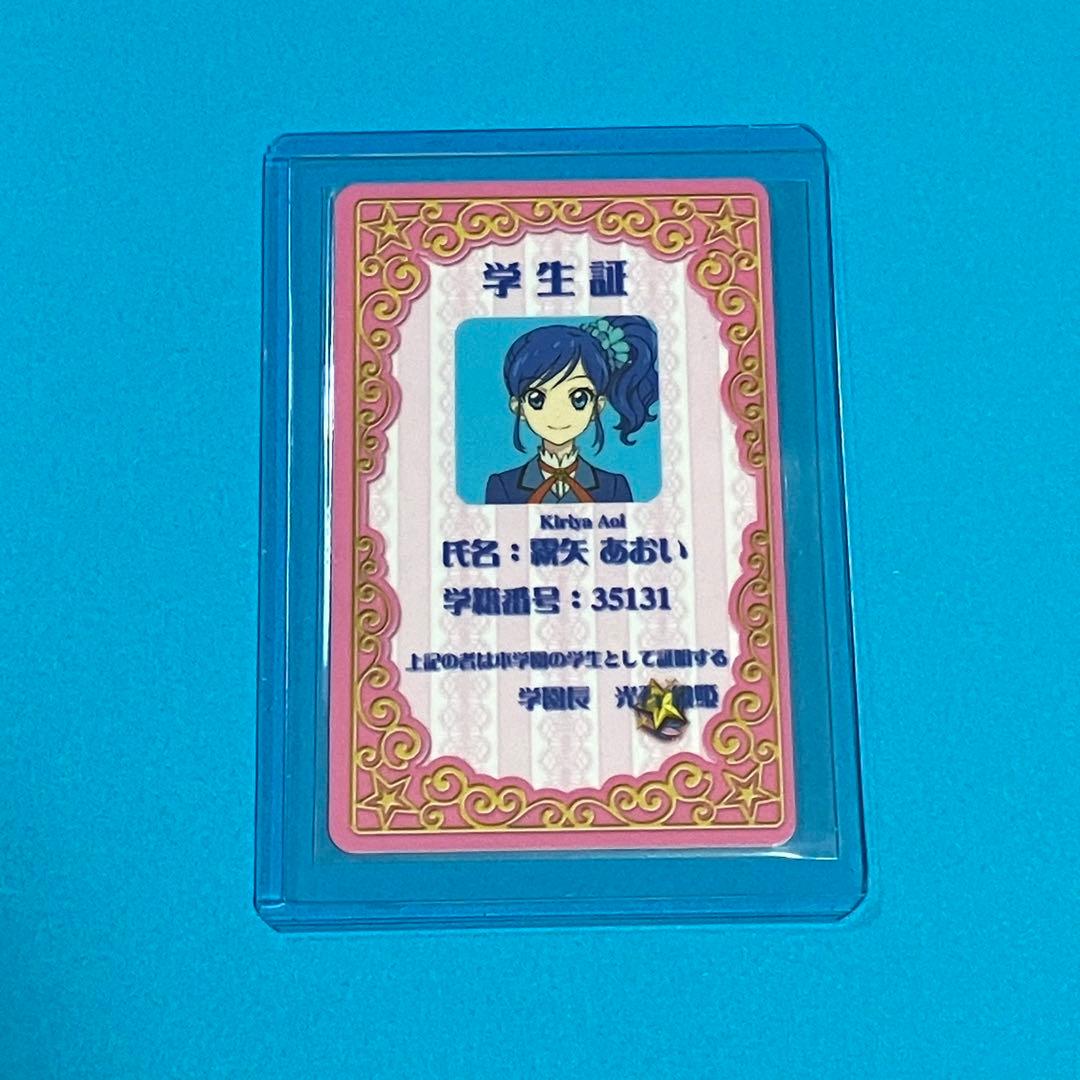 学生証
Kiriya Aoi
氏名：霧矢 あおい
学籍番号：35131
上記の者は本学園の学生として証明する
学園長 光 姫